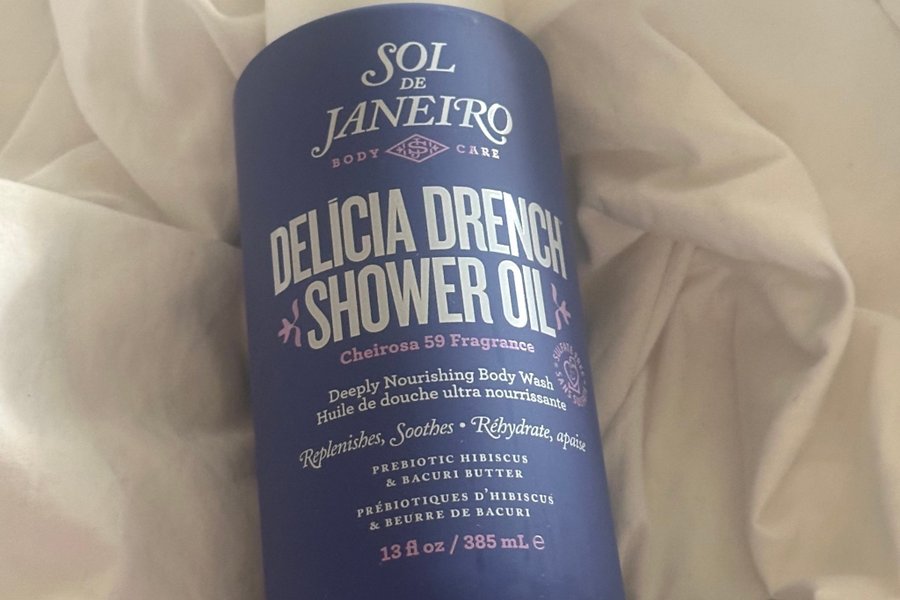 SOL
DE
JANEIRO
BODY CARE
DELÍCIA DRENCH
SHOWER OIL
Cheirosa 59 Fragrance
Deeply Nourishing Body Wash
Huile de douche ultra nourrissante
Replenishes, Soothes • Réhydrate, apaise
PREBIOTIC HIBISCUS
& BACURI BUTTER
PRÉBIOTIQUES D'HIBISCUS
& BEURRE DE BACURI
13 fl oz / 385 mL ℮